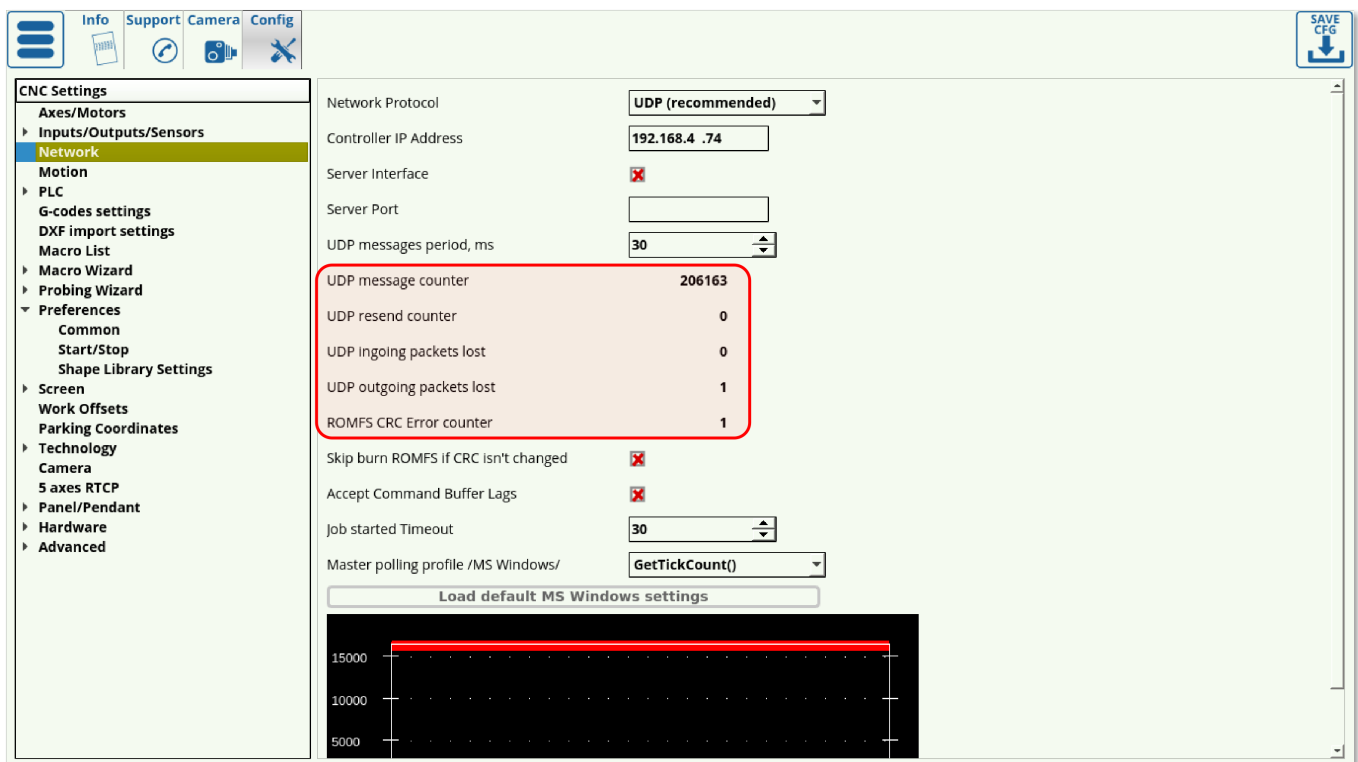 Info Support Camera Config
SAVE
CFG
CNC Settings
Axes/Motors
Inputs/Outputs/Sensors
Network
Motion
PLC
G-codes settings
DXF import settings
Macro List
Macro Wizard
Probing Wizard
Preferences
Common
Start/Stop
Shape Library Settings
Screen
Work Offsets
Parking Coordinates
Technology
Camera
5 axes RTCP
Panel/Pendant
Hardware
Advanced
Network Protocol UDP (recommended)
Controller IP Address 192.168.4 .74
Server Interface
Server Port
UDP messages period, ms 30
UDP message counter 206163
UDP resend counter 0
UDP ingoing packets lost 0
UDP outgoing packets lost 1
ROMFS CRC Error counter 1
Skip burn ROMFS if CRC isn't changed
Accept Command Buffer Lags
Job started Timeout 30
Master polling profile /MS Windows/ GetTickCount()
Load default MS Windows settings
15000
10000
5000